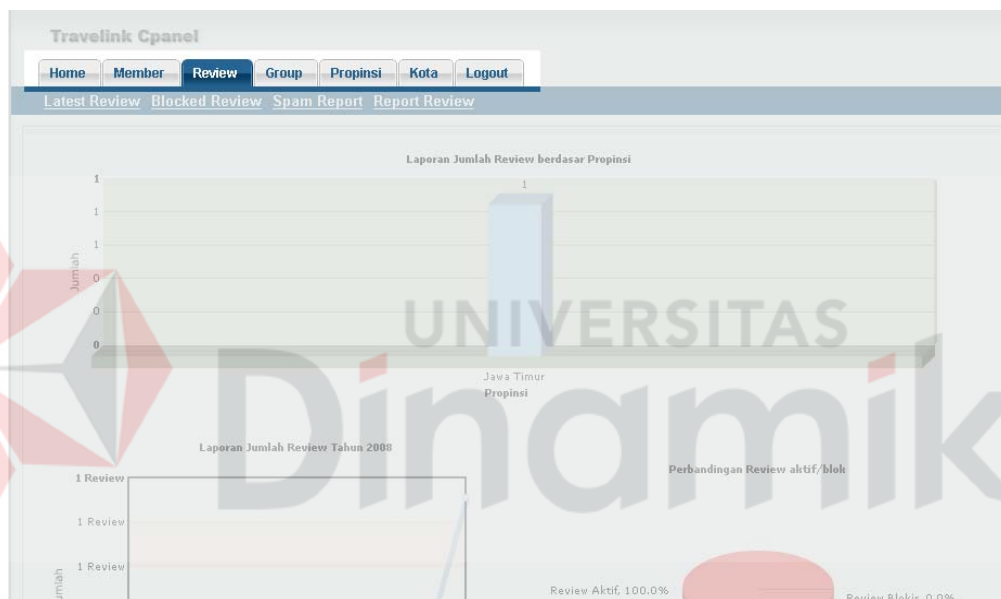 Travelink Cpanel
Home Member Review Group Propinsi Kota Logout
Latest Review Blocked Review Spam Report Report Review
Laporan Jumlah Review berdasar Propinsi
1
1
1
1
0
0
0
Jumlah
Jawa Timur
Propinsi
UNIVERSITAS
Dinamik
Laporan Jumlah Review Tahun 2008
1 Review
1 Review
1 Review
Perbandingan Review aktif/blok
Review Aktif, 100.0%
Review Blokir, 0.0%